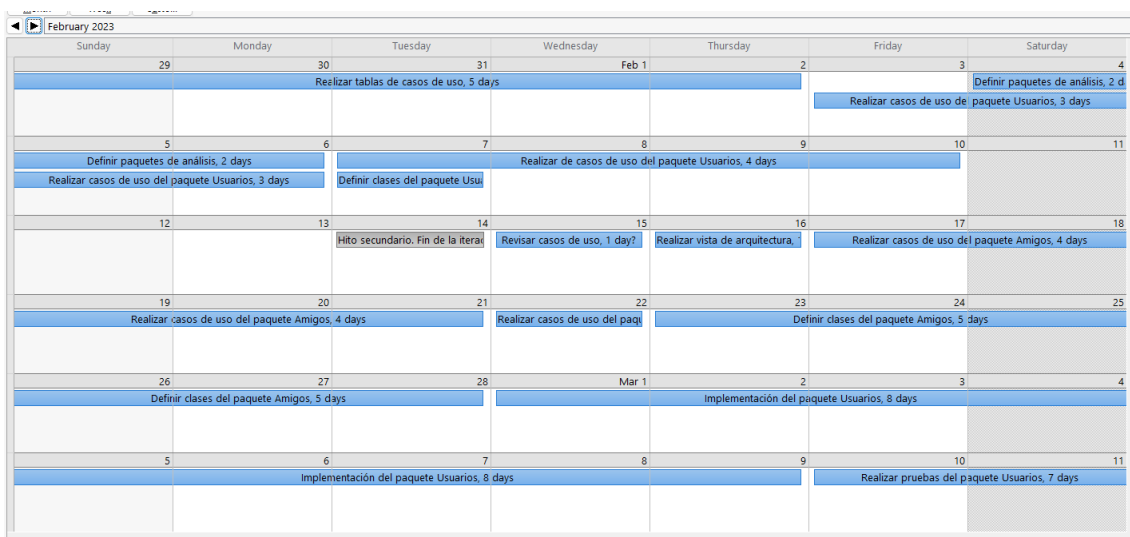 February 2023
Sunday Monday Tuesday Wednesday Thursday Friday Saturday
29 30 31 Feb 1 2 3 4
Realizar tablas de casos de uso, 5 days Definir paquetes de análisis, 2 d
Realizar casos de uso del paquete Usuarios, 3 days
5 6 7 8 9 10 11
Definir paquetes de análisis, 2 days Realizar de casos de uso del paquete Usuarios, 4 days
Realizar casos de uso del paquete Usuarios, 3 days Definir clases del paquete Usu
12 13 14 15 16 17 18
Hito secundario. Fin de la iterac Revisar casos de uso, 1 day? Realizar vista de arquitectura, Realizar casos de uso del paquete Amigos, 4 days
19 20 21 22 23 24 25
Realizar casos de uso del paquete Amigos, 4 days Realizar casos de uso del paqu Definir clases del paquete Amigos, 5 days
26 27 28 Mar 1 2 3 4
Definir clases del paquete Amigos, 5 days Implementación del paquete Usuarios, 8 days
5 6 7 8 9 10 11
Implementación del paquete Usuarios, 8 days Realizar pruebas del paquete Usuarios, 7 days